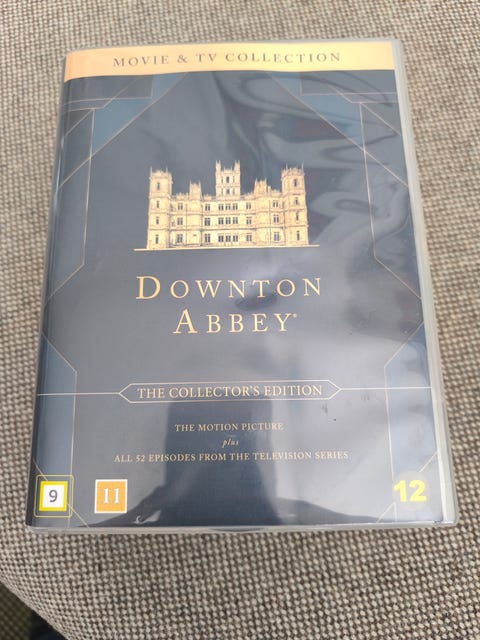 MOVIE & TV COLLECTION
DOWNTON
ABBEY®
THE COLLECTOR'S EDITION
THE MOTION PICTURE
plus
ALL 52 EPISODES FROM THE TELEVISION SERIES
9
11
12